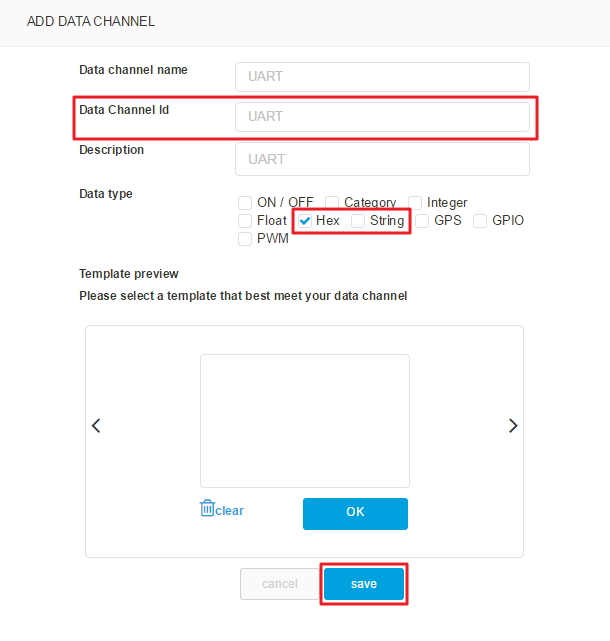 ADD DATA CHANNEL
Data channel name UART
Data Channel Id UART
Description UART
Data type ON / OFF Category Integer
Float Hex String GPS GPIO
PWM
Template preview
Please select a template that best meet your data channel
clear OK
cancel save